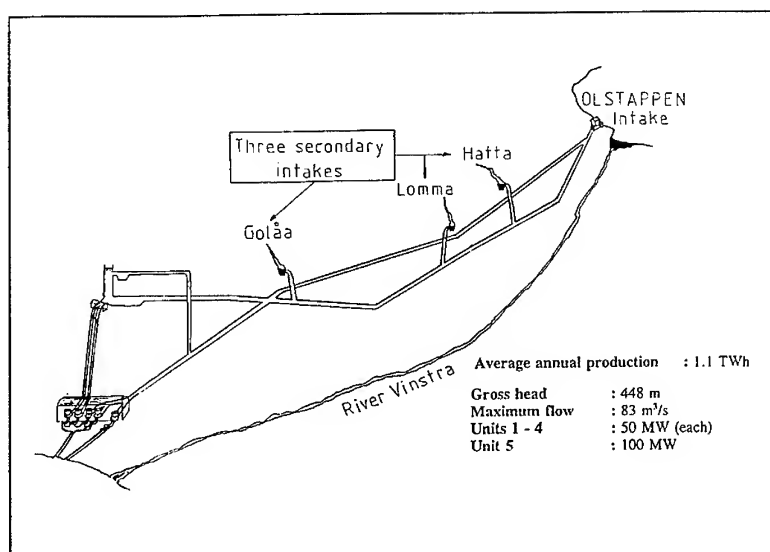 OLSTAPPEN
Intake
Three secondary
intakes
Hatta
Lomma
Golåa
River Vinstra
Average annual production : 1.1 TWh
Gross head : 448 m
Maximum flow : 83 m³/s
Units 1 - 4 : 50 MW (each)
Unit 5 : 100 MW